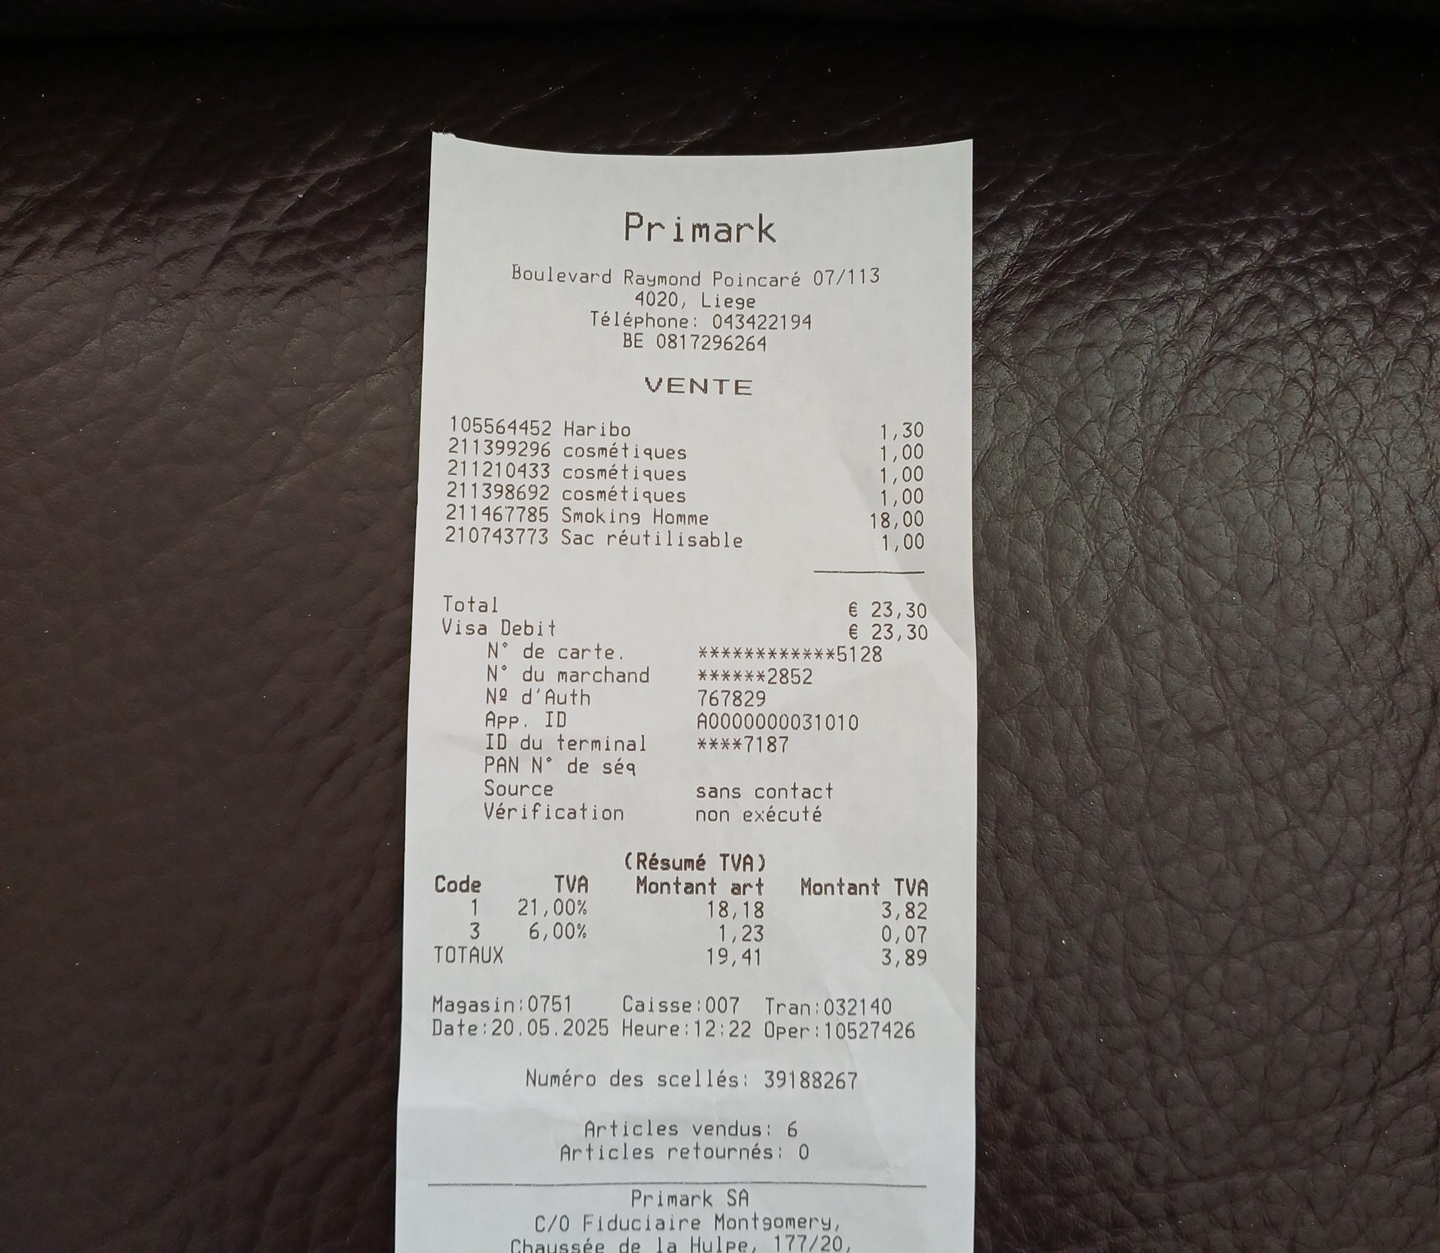 Primark
Boulevard Raymond Poincaré 07/113
4020, Liege
Téléphone: 043422194
BE 0817296264
VENTE
105564452 Haribo 1,30
211399296 cosmétiques 1,00
211210433 cosmétiques 1,00
211398692 cosmétiques 1,00
211467785 Smoking Homme 18,00
210743773 Sac réutilisable 1,00
Total € 23,30
Visa Debit € 23,30
N° de carte. ************5128
N° du marchand ******2852
Nº d'Auth 767829
App. ID A0000000031010
ID du terminal ****7187
PAN N° de séq
Source sans contact
Vérification non exécuté
(Résumé TVA)
Code TVA Montant art Montant TVA
1 21,00% 18,18 3,82
3 6,00% 1,23 0,07
TOTAUX 19,41 3,89
Magasin:0751 Caisse:007 Tran:032140
Date:20.05.2025 Heure:12:22 Oper:10527426
Numéro des scellés: 39188267
Articles vendus: 6
Articles retournés: 0
Primark SA
C/O Fiduciaire Montgomery,
Chaussée de la Hulpe, 177/20,